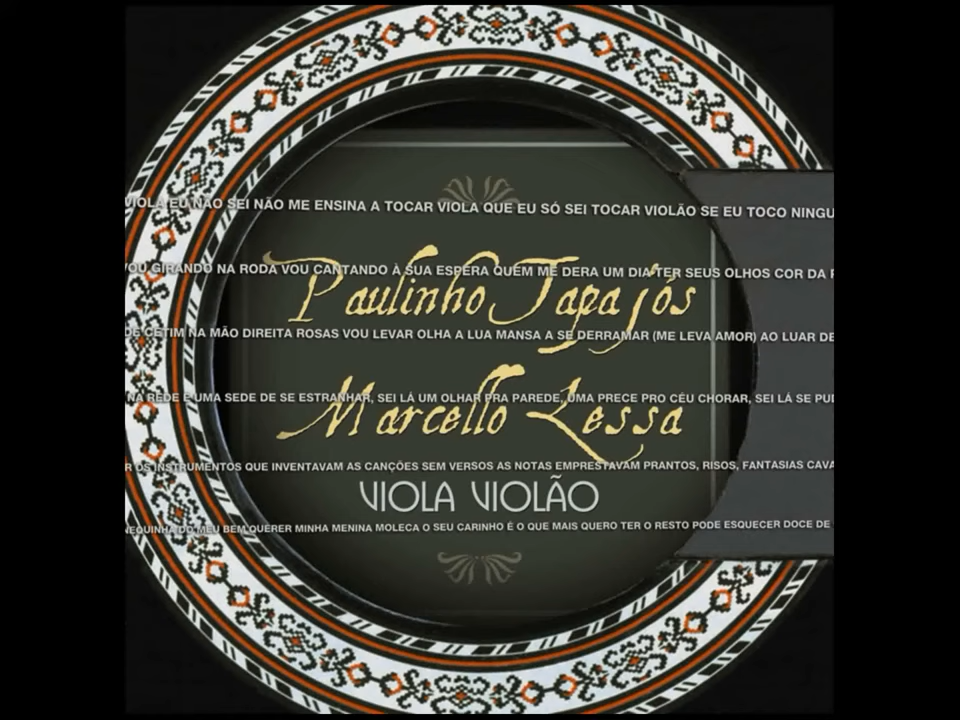 VIOLA EU NÃO SEI NÃO ME ENSINA A TOCAR VIOLA QUE EU SÓ SEI TOCAR VIOLÃO SE EU TOCO NINGU
VOU GIRANDO NA RODA VOU CANTANDO À SUA ESPERA QUEM ME DERA UM DIA TER SEUS OLHOS COR DA
Paulinho Tapajós
DE CETIM NA MÃO DIREITA ROSAS VOU LEVAR OLHA A LUA MANSA A SE DERRAMAR (ME LEVA AMOR) AO LUAR DE
NA REDE É UMA SEDE DE SE ESTRANHAR, SEI LÁ UM OLHAR PRA PAREDE, UMA PRECE PRO CÉU CHORAR, SEI LÁ SE PU
Marcello Lessa
R OS INSTRUMENTOS QUE INVENTAVAM AS CANÇÕES SEM VERSOS AS NOTAS EMPRESTAVAM PRANTOS, RISOS, FANTASIAS CAVA
VIOLA VIOLÃO
NEQUINHA DO MEU BEM QUERER MINHA MENINA MOLECA O SEU CARINHO É O QUE MAIS QUERO TER O RESTO PODE ESQUECER DOCE DE